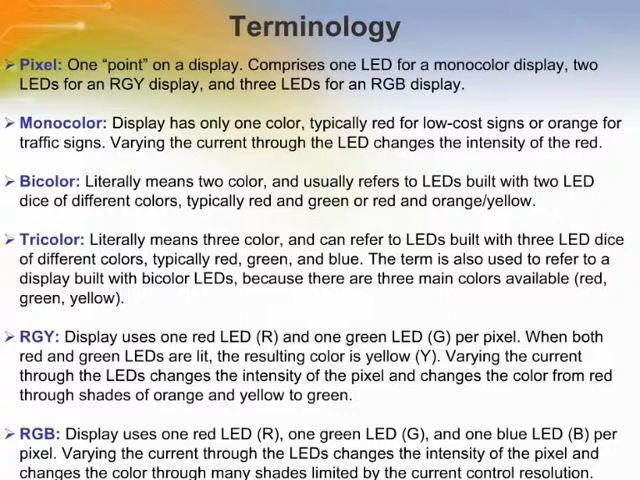 Terminology
Pixel: One “point” on a display. Comprises one LED for a monocolor display, two
LEDs for an RGY display, and three LEDs for an RGB display.
Monocolor: Display has only one color, typically red for low-cost signs or orange for
traffic signs. Varying the current through the LED changes the intensity of the red.
Bicolor: Literally means two color, and usually refers to LEDs built with two LED
dice of different colors, typically red and green or red and orange/yellow.
Tricolor: Literally means three color, and can refer to LEDs built with three LED dice
of different colors, typically red, green, and blue. The term is also used to refer to a
display built with bicolor LEDs, because there are three main colors available (red,
green, yellow).
RGY: Display uses one red LED (R) and one green LED (G) per pixel. When both
red and green LEDs are lit, the resulting color is yellow (Y). Varying the current
through the LEDs changes the intensity of the pixel and changes the color from red
through shades of orange and yellow to green.
RGB: Display uses one red LED (R), one green LED (G), and one blue LED (B) per
pixel. Varying the current through the LEDs changes the intensity of the pixel and
changes the color through many shades limited by the current control resolution.